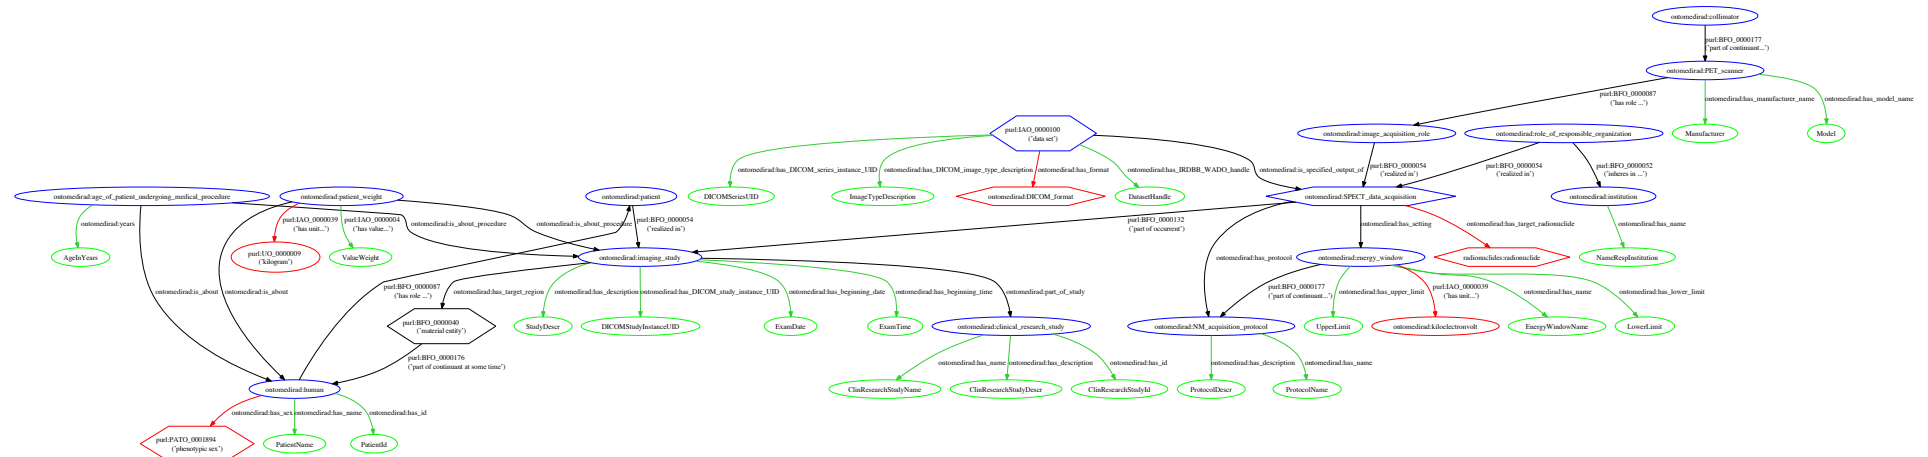 ontomedirad:collimator
purl:BFO_0000177
('part of continuant...')
ontomedirad:PET_scanner
purl:BFO_0000087
('has role ...')
ontomedirad:has_manufacturer_name
ontomedirad:has_model_name
purl:IAO_0000100
('data set')
ontomedirad:image_acquisition_role
ontomedirad:role_of_responsible_organization
Manufacturer
Model
ontomedirad:has_DICOM_series_instance_UID
ontomedirad:has_DICOM_image_type_description
ontomedirad:has_format
ontomedirad:has_IRDBB_WADO_handle
ontomedirad:is_specified_output_of
purl:BFO_0000054
('realized in')
purl:BFO_0000054
('realized in')
purl:BFO_0000052
('inheres in ...')
ontomedirad:age_of_patient_undergoing_medical_procedure
ontomedirad:patient_weight
ontomedirad:patient
DICOMSeriesUID
ImageTypeDescription
ontomedirad:DICOM_format
DatasetHandle
ontomedirad:SPECT_data_acquisition
ontomedirad:institution
ontomedirad:years
purl:IAO_0000039
('has unit...')
purl:IAO_0000004
('has value...')
ontomedirad:is_about_procedure
ontomedirad:is_about_procedure
purl:BFO_0000054
('realized in')
purl:BFO_0000132
('part of occurrent')
ontomedirad:has_setting
ontomedirad:has_target_radionuclide
ontomedirad:has_name
AgeInYears
purl:UO_0000009
('kilogram')
ValueWeight
ontomedirad:imaging_study
ontomedirad:has_protocol
ontomedirad:energy_window
radionuclides:radionuclide
NameRespInstitution
ontomedirad:is_about
ontomedirad:is_about
purl:BFO_0000087
('has role ...')
ontomedirad:has_target_region
ontomedirad:has_description
ontomedirad:has_DICOM_study_instance_UID
ontomedirad:has_beginning_date
ontomedirad:has_beginning_time
ontomedirad:part_of_study
purl:BFO_0000177
('part of continuant...')
ontomedirad:has_upper_limit
purl:IAO_0000039
('has unit...')
ontomedirad:has_name
ontomedirad:has_lower_limit
purl:BFO_0000040
('material entity')
StudyDescr
DICOMStudyInstanceUID
ExamDate
ExamTime
ontomedirad:clinical_research_study
ontomedirad:NM_acquisition_protocol
UpperLimit
ontomedirad:kiloelectronvolt
EnergyWindowName
LowerLimit
purl:BFO_0000176
('part of continuant at some time')
ontomedirad:has_name
ontomedirad:has_description
ontomedirad:has_id
ontomedirad:has_description
ontomedirad:has_name
ontomedirad:human
ClinResearchStudyName
ClinResearchStudyDescr
ClinResearchStudyId
ProtocolDescr
ProtocolName
ontomedirad:has_sex
ontomedirad:has_name
ontomedirad:has_id
purl:PATO_0001894
('phenotypic sex')
PatientName
PatientId